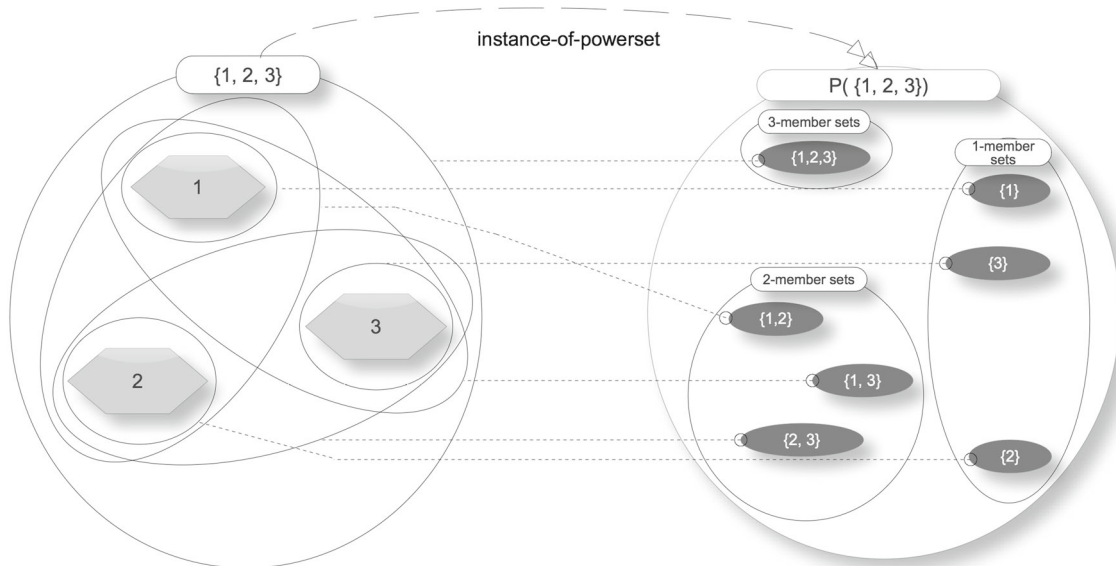 instance-of-powerset
{1, 2, 3}
P( {1, 2, 3})
3-member sets
{1,2,3}
1-member
sets
1
{1}
{3}
2-member sets
{1,2}
3
2
{1, 3}
{2, 3}
{2}